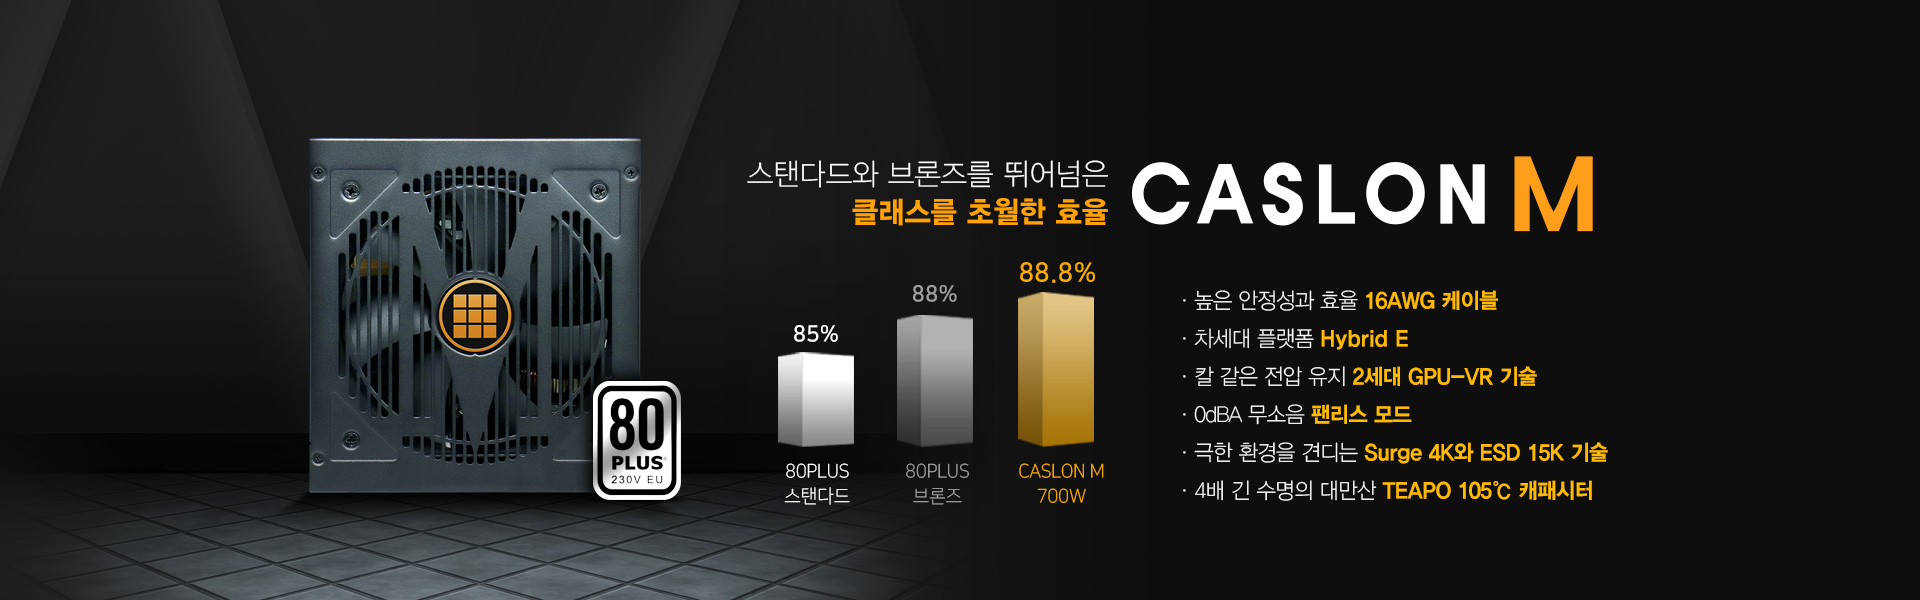 스탠다드와 브론즈를 뛰어넘은
클래스를 초월한 효율
CASLON M
85%
88%
88.8%
80PLUS
스탠다드
80PLUS
브론즈
CASLON M
700W
· 높은 안정성과 효율 16AWG 케이블
· 차세대 플랫폼 Hybrid E
· 칼 같은 전압 유지 2세대 GPU-VR 기술
· 0dBA 무소음 팬리스 모드
· 극한 환경을 견디는 Surge 4K와 ESD 15K 기술
· 4배 긴 수명의 대만산 TEAPO 105℃ 캐패시터
80
PLUS®
230V EU